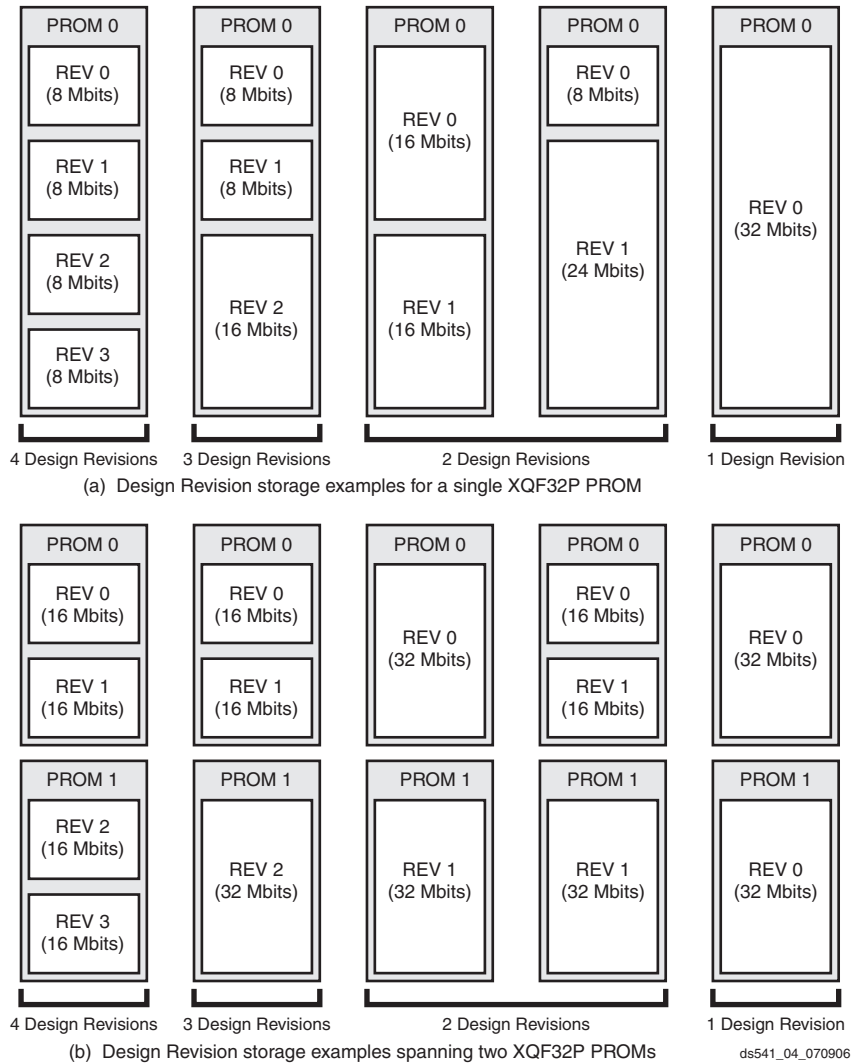 PROM 0
REV 0
(8 Mbits)
REV 1
(8 Mbits)
REV 2
(8 Mbits)
REV 3
(8 Mbits)
4 Design Revisions
PROM 0
REV 0
(8 Mbits)
REV 1
(8 Mbits)
REV 2
(16 Mbits)
3 Design Revisions
PROM 0
REV 0
(16 Mbits)
REV 1
(16 Mbits)
PROM 0
REV 0
(8 Mbits)
REV 1
(24 Mbits)
2 Design Revisions
PROM 0
REV 0
(32 Mbits)
1 Design Revision
(a) Design Revision storage examples for a single XQF32P PROM
PROM 0
REV 0
(16 Mbits)
REV 1
(16 Mbits)
PROM 1
REV 2
(16 Mbits)
REV 3
(16 Mbits)
4 Design Revisions
PROM 0
REV 0
(16 Mbits)
REV 1
(16 Mbits)
PROM 1
REV 2
(32 Mbits)
3 Design Revisions
PROM 0
REV 0
(32 Mbits)
PROM 1
REV 1
(32 Mbits)
PROM 0
REV 0
(16 Mbits)
REV 1
(16 Mbits)
PROM 1
REV 1
(32 Mbits)
2 Design Revisions
PROM 0
REV 0
(32 Mbits)
PROM 1
REV 0
(32 Mbits)
1 Design Revision
(b) Design Revision storage examples spanning two XQF32P PROMs
ds541_04_070906